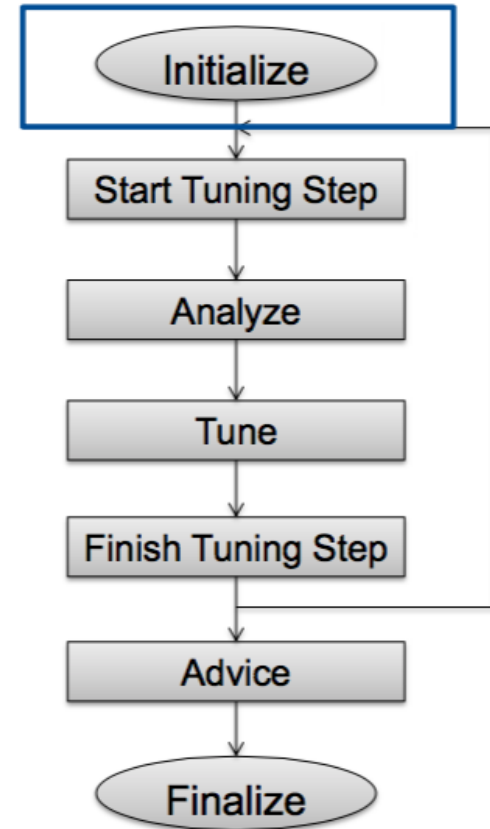 Initialize
Start Tuning Step
Analyze
Tune
Finish Tuning Step
Advice
Finalize